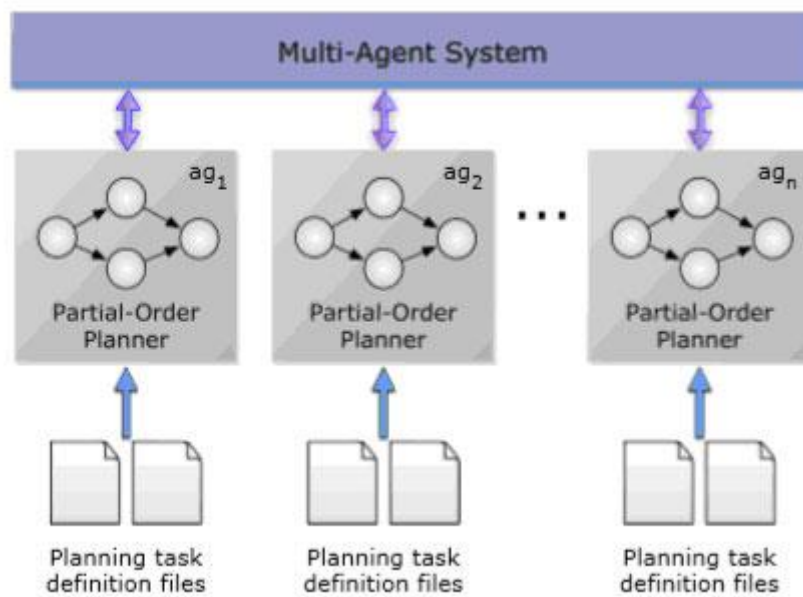 Multi-Agent System
ag1
ag2
...
agn
Partial-Order
Planner
Partial-Order
Planner
Partial-Order
Planner
Planning task
definition files
Planning task
definition files
Planning task
definition files